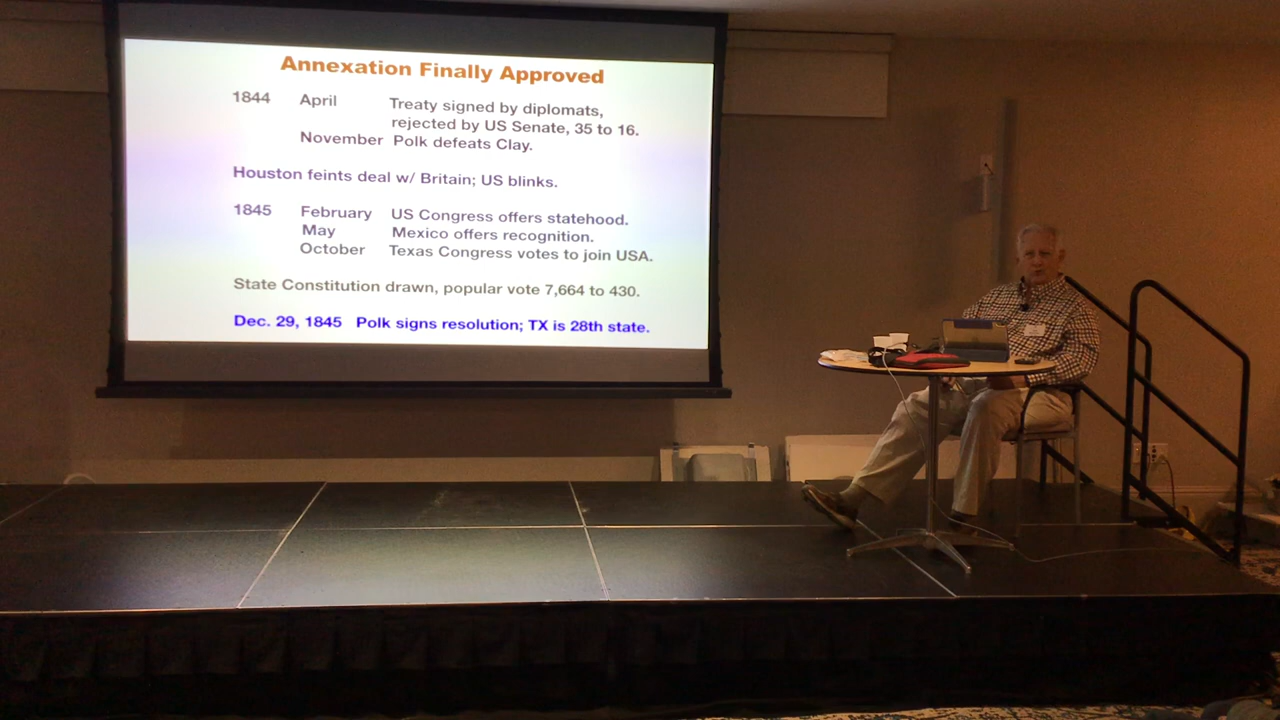 Annexation Finally Approved
1844 April Treaty signed by diplomats,
rejected by US Senate, 35 to 16.
November Polk defeats Clay.
Houston feints deal w/ Britain; US blinks.
1845 February US Congress offers statehood.
May Mexico offers recognition.
October Texas Congress votes to join USA.
State Constitution drawn, popular vote 7,664 to 430.
Dec. 29, 1845 Polk signs resolution; TX is 28th state.